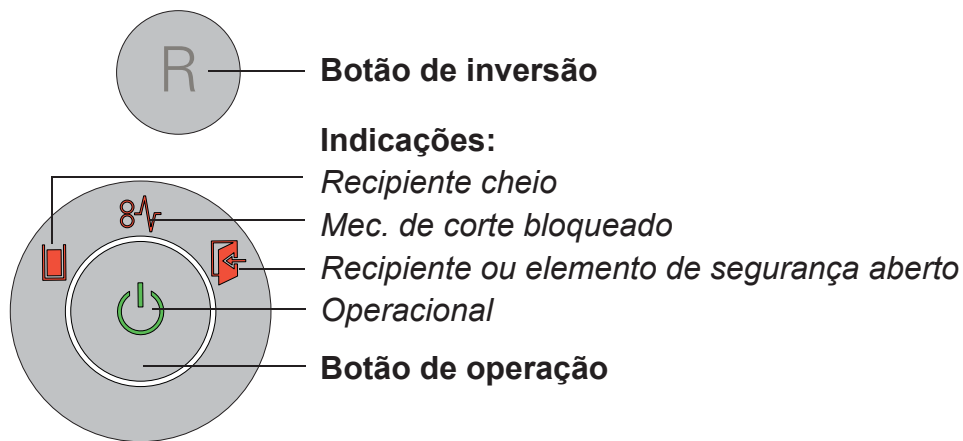 R
Botão de inversão
Indicações:
Recipiente cheio
Mec. de corte bloqueado
Recipiente ou elemento de segurança aberto
Operacional
Botão de operação